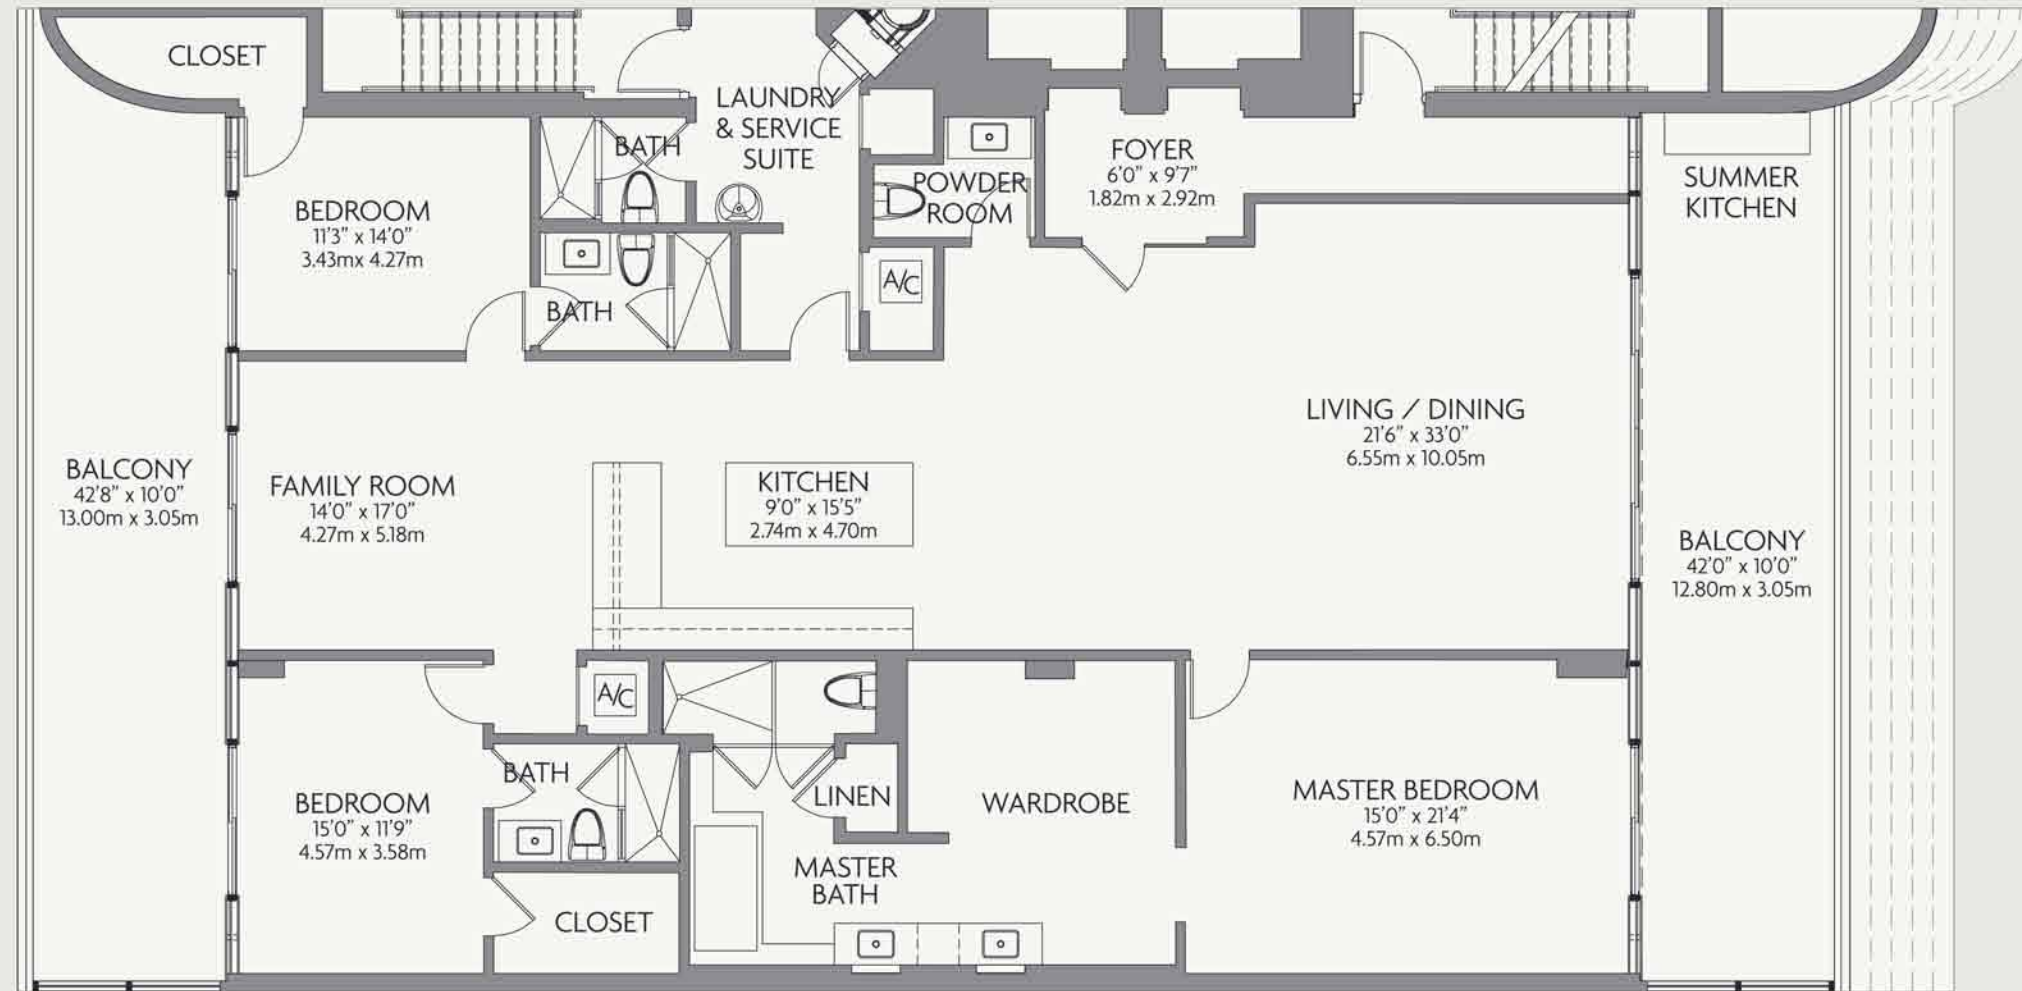 CLOSET
LAUNDRY
& SERVICE
SUITE
BATH
BEDROOM
11'3" x 14'0"
3.43mx 4.27m
BATH
POWDER
ROOM
A/C
FOYER
6'0" x 9'7"
1.82m x 2.92m
SUMMER
KITCHEN
BALCONY
42'8" x 10'0"
13.00m x 3.05m
FAMILY ROOM
14'0" x 17'0"
4.27m x 5.18m
KITCHEN
9'0" x 15'5"
2.74m x 4.70m
LIVING / DINING
21'6" x 33'0"
6.55m x 10.05m
BALCONY
42'0" x 10'0"
12.80m x 3.05m
A/C
BEDROOM
15'0" x 11'9"
4.57m x 3.58m
BATH
CLOSET
LINEN
MASTER
BATH
WARDROBE
MASTER BEDROOM
15'0" x 21'4"
4.57m x 6.50m